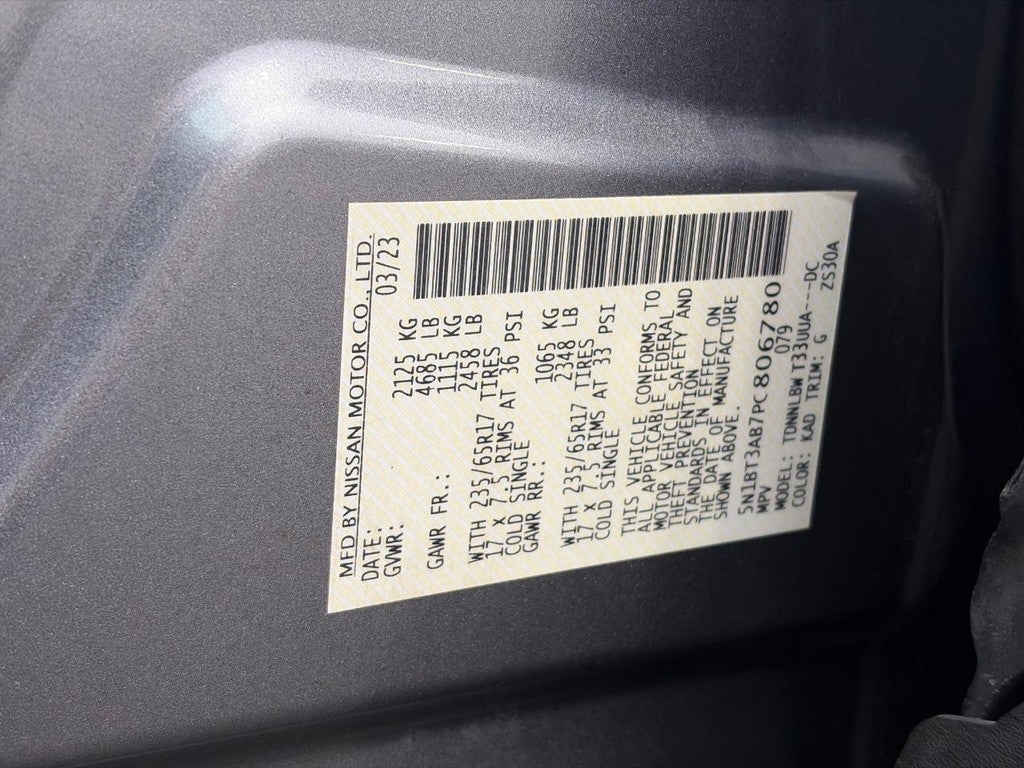 MFD BY NISSAN MOTOR CO., LTD.
DATE: 03/23
GVWR: 2125 KG
4685 LB
GAWR FR.: 1115 KG
2458 LB
WITH 235/65R17 TIRES
17 X 7.5 RIMS AT 36 PSI
COLD SINGLE
GAWR RR.: 1065 KG
2348 LB
WITH 235/65R17 TIRES
17 X 7.5 RIMS AT 33 PSI
COLD SINGLE
THIS VEHICLE CONFORMS TO
ALL APPLICABLE FEDERAL
MOTOR VEHICLE SAFETY AND
THEFT PREVENTION
STANDARDS IN EFFECT ON
THE DATE OF MANUFACTURE
SHOWN ABOVE.
5N1BT3AB7PC806780
MPV 079
MODEL: TDNNLBWT33UUA---DC
COLOR: KAD TRIM: G ZS30A